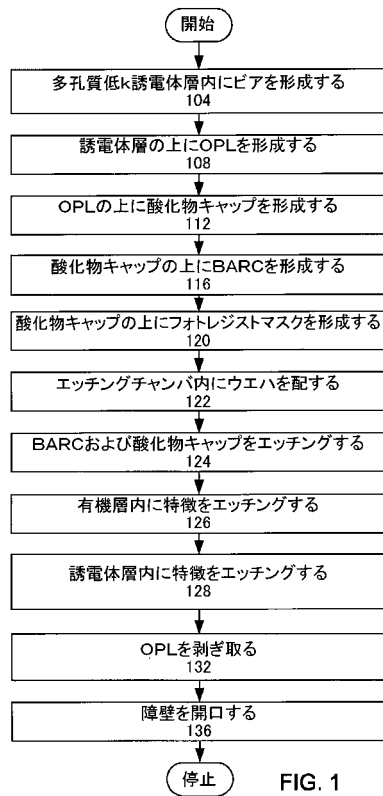 開始
多孔質低k誘電体層内にビアを形成する
104
誘電体層の上にOPLを形成する
108
OPLの上に酸化物キャップを形成する
112
酸化物キャップの上にBARCを形成する
116
酸化物キャップの上にフォトレジストマスクを形成する
120
エッチングチャンバ内にウエハを配する
122
BARCおよび酸化物キャップをエッチングする
124
有機層内に特徴をエッチングする
126
誘電体層内に特徴をエッチングする
128
OPLを剥ぎ取る
132
障壁を開口する
136
停止
FIG. 1